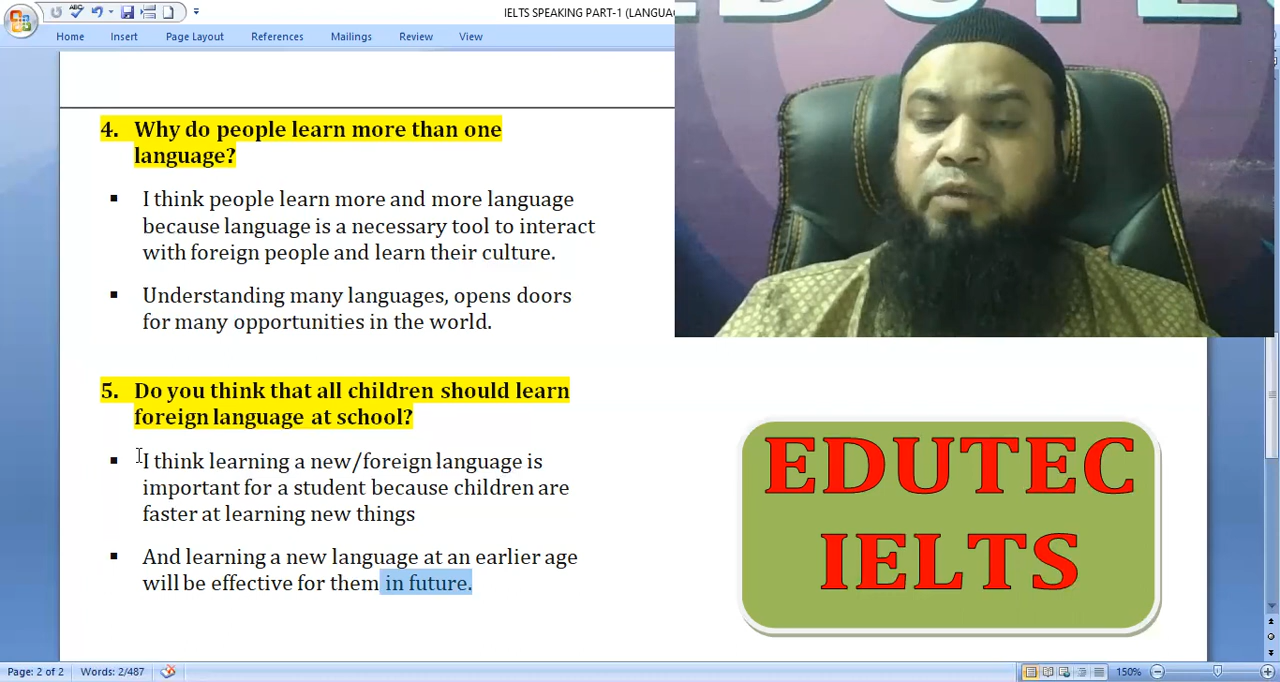 IELTS SPEAKING PART-1 (LANGUA
EDUTEC
Home Insert Page Layout References Mailings Review View
4. Why do people learn more than one
language?
▪ I think people learn more and more language
because language is a necessary tool to interact
with foreign people and learn their culture.
▪ Understanding many languages, opens doors
for many opportunities in the world.
5. Do you think that all children should learn
foreign language at school?
▪ I think learning a new/foreign language is
important for a student because children are
faster at learning new things
▪ And learning a new language at an earlier age
will be effective for them in future.
EDUTEC
IELTS
Page: 2 of 2 Words: 2/487 150%